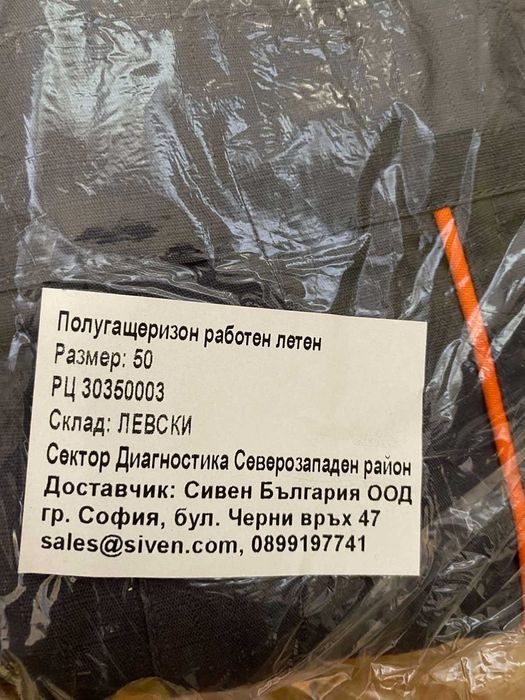 Полугащеризон работен летен
Размер: 50
РЦ 30350003
Склад: ЛЕВСКИ
Сектор Диагностика Северозападен район
Доставчик: Сивен България ООД
гр. София, бул. Черни връх 47
sales@siven.com, 0899197741